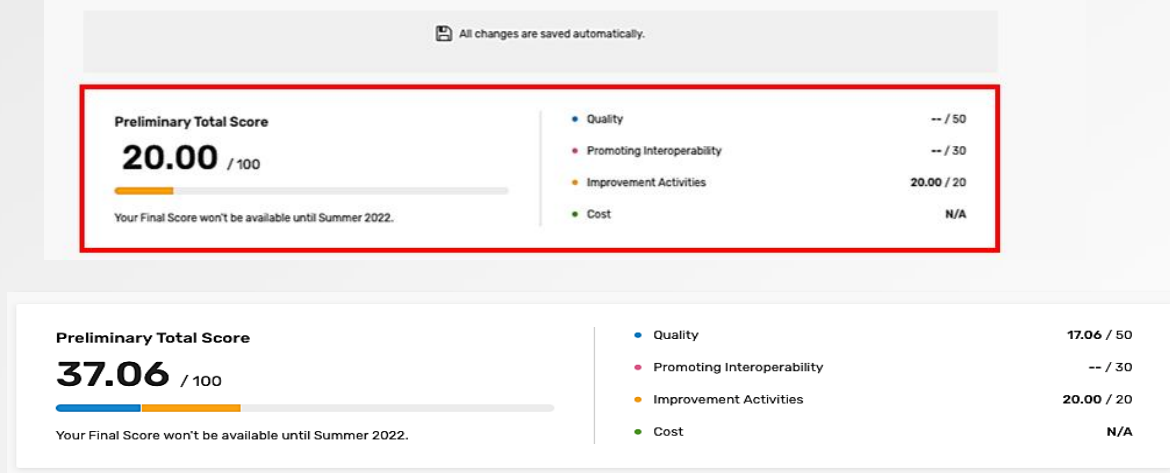 All changes are saved automatically.
Preliminary Total Score
20.00 / 100
Your Final Score won't be available until Summer 2022.
Quality -- / 50
Promoting Interoperability -- / 30
Improvement Activities 20.00 / 20
Cost N/A
Preliminary Total Score
37.06 / 100
Your Final Score won't be available until Summer 2022.
Quality 17.06 / 50
Promoting Interoperability -- / 30
Improvement Activities 20.00 / 20
Cost N/A